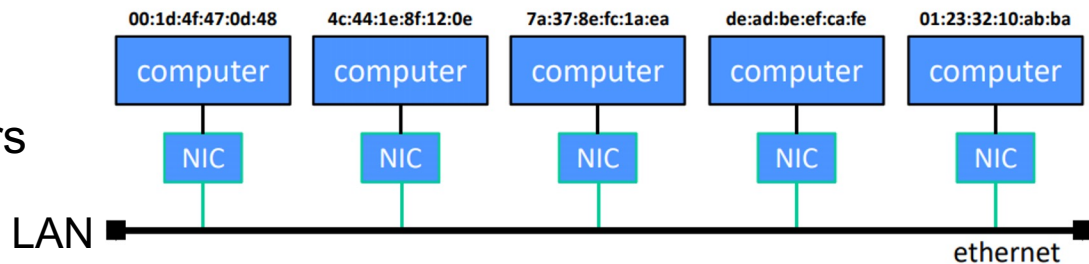 00:1d:4f:47:0d:48 4c:44:1e:8f:12:0e 7a:37:8e:fc:1a:ea de:ad:be:ef:ca:fe 01:23:32:10:ab:ba
computer computer computer computer computer
rs
NIC NIC NIC NIC NIC
LAN
ethernet